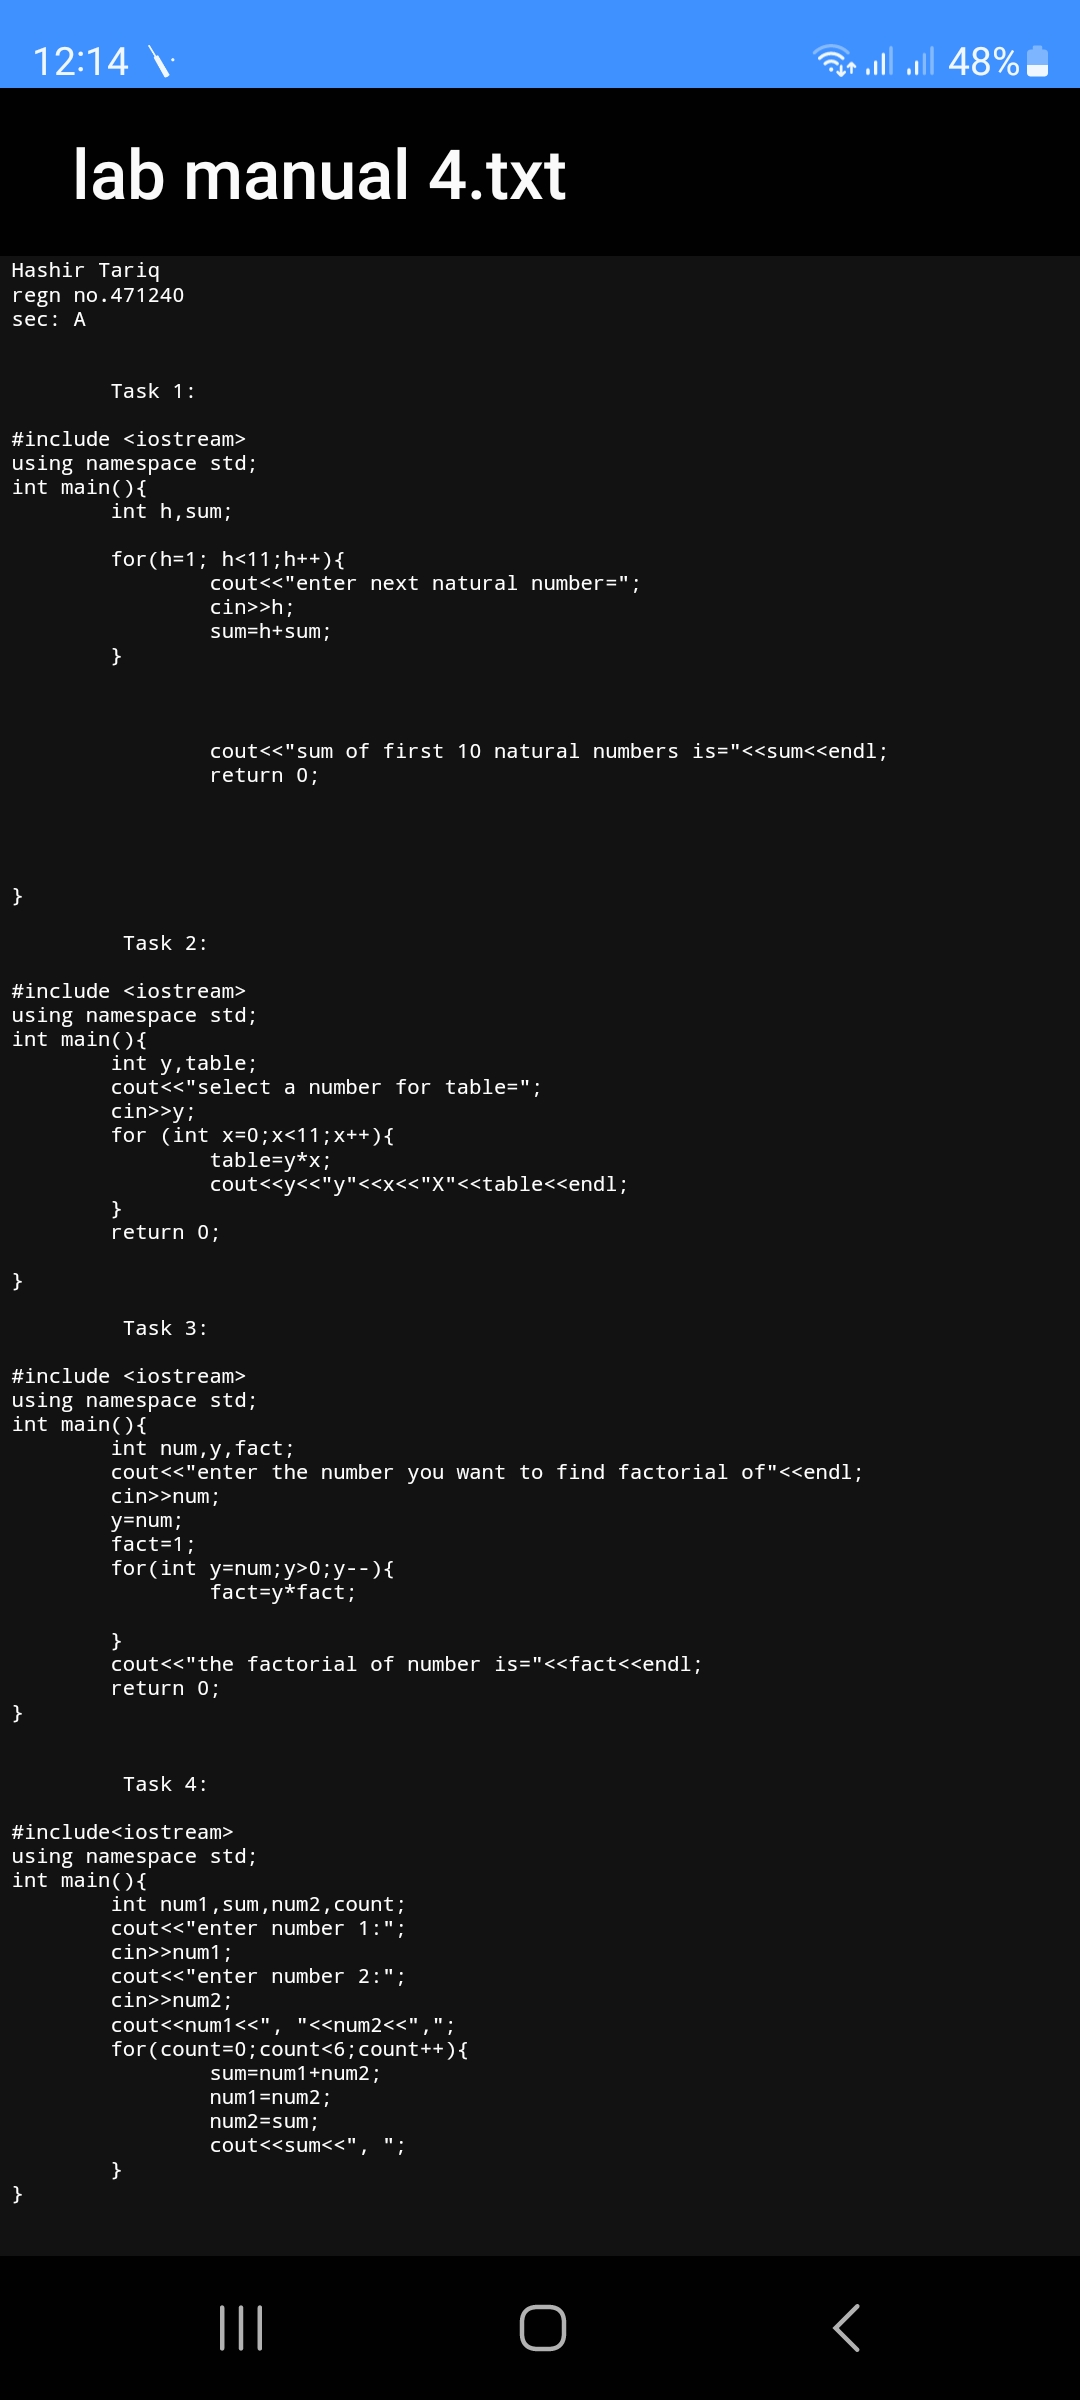 12:14
48%
lab manual 4.txt
Hashir Tariq
regn no.471240
sec: A
Task 1:
#include <iostream>
using namespace std;
int main(){
int h,sum;
for(h=1; h<11;h++){
cout<<"enter next natural number=";
cin>>h;
sum=h+sum;
}
cout<<"sum of first 10 natural numbers is="<<sum<<endl;
return 0;
}
Task 2:
#include <iostream>
using namespace std;
int main(){
int y,table;
cout<<"select a number for table=";
cin>>y;
for (int x=0;x<11;x++){
table=y*x;
cout<<y<<"y"<<x<<"X"<<table<<endl;
}
return 0;
}
Task 3:
#include <iostream>
using namespace std;
int main(){
int num,y,fact;
cout<<"enter the number you want to find factorial of"<<endl;
cin>>num;
y=num;
fact=1;
for(int y=num;y>0;y--){
fact=y*fact;
}
cout<<"the factorial of number is="<<fact<<endl;
return 0;
}
Task 4:
#include<iostream>
using namespace std;
int main(){
int num1,sum,num2,count;
cout<<"enter number 1:";
cin>>num1;
cout<<"enter number 2:";
cin>>num2;
cout<<num1<<", "<<num2<<",";
for(count=0;count<6;count++){
sum=num1+num2;
num1=num2;
num2=sum;
cout<<sum<<", ";
}
}